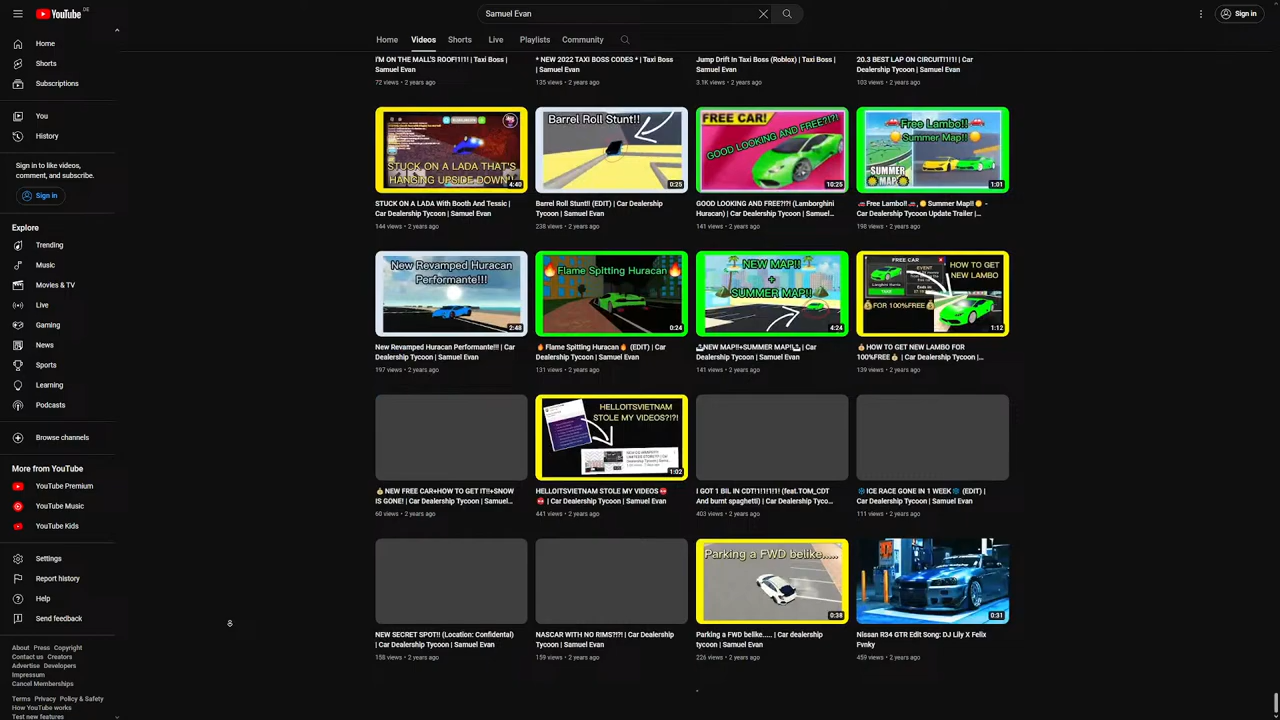 YouTube DE
Samuel Evan
Sign in
Home
Shorts
Subscriptions
You
History
Sign in to like videos,
comment, and subscribe.
Sign in
Explore
Trending
Music
Movies & TV
Live
Gaming
News
Sports
Learning
Podcasts
Browse channels
More from YouTube
YouTube Premium
YouTube Music
YouTube Kids
Settings
Report history
Help
Send feedback
About Press Copyright
Contact us Creators
Advertise Developers
Impressum
Cancel Memberships
Terms Privacy Policy & Safety
How YouTube works
Test new features
Home Videos Shorts Live Playlists Community
I'M ON THE MALL'S ROOF!1!1! | Taxi Boss |
Samuel Evan
72 views • 2 years ago
* NEW 2022 TAXI BOSS CODES * | Taxi Boss
| Samuel Evan
135 views • 2 years ago
Jump Drift In Taxi Boss (Roblox) | Taxi Boss |
Samuel Evan
3.1K views • 2 years ago
20.3 BEST LAP ON CIRCUIT!1!1! | Car
Dealership Tycoon | Samuel Evan
103 views • 2 years ago
STUCK ON A LADA THAT'S
HANGING UPSIDE DOWN!!
4:40
STUCK ON A LADA With Booth And Tessic |
Car Dealership Tycoon | Samuel Evan
144 views • 2 years ago
Barrel Roll Stunt!!
0:25
Barrel Roll Stunt! (EDIT) | Car Dealership
Tycoon | Samuel Evan
238 views • 2 years ago
FREE CAR!
GOOD LOOKING AND FREE?!?!
10:25
GOOD LOOKING AND FREE?!?! (Lamborghini
Huracan) | Car Dealership Tycoon | Samuel...
141 views • 2 years ago
Free Lambo!!
Summer Map!!
SUMMER
MAP!!
1:01
🚗Free Lambo!!🚗,🌞Summer Map!!🌞 -
Car Dealership Tycoon Update Trailer |...
198 views • 2 years ago
New Revamped Huracan
Performante!!!
2:48
New Revamped Huracan Performante!!! | Car
Dealership Tycoon | Samuel Evan
197 views • 2 years ago
🔥Flame Spitting Huracan🔥
0:24
🔥Flame Spitting Huracan🔥 (EDIT) | Car
Dealership Tycoon | Samuel Evan
131 views • 2 years ago
NEW MAP!!
+
SUMMER MAP!!
4:24
NEW MAP!!+SUMMER MAP!! | Car
Dealership Tycoon | Samuel Evan
141 views • 2 years ago
FREE CAR
EVENT
HOW TO GET
NEW LAMBO
💰FOR 100%FREE💰
1:12
💰HOW TO GET NEW LAMBO FOR
100%FREE💰 | Car Dealership Tycoon |...
139 views • 2 years ago
💰NEW FREE CAR+HOW TO GET IT!!+SNOW
IS GONE! | Car Dealership Tycoon | Samuel...
60 views • 2 years ago
HELLOITSVIETNAM
STOLE MY VIDEOS?!?!
1:02
HELLOITSVIETNAM STOLE MY VIDEOS
| Car Dealership Tycoon | Samuel Evan
441 views • 2 years ago
I GOT 1 BIL IN CDT!1!1!1!1! (feat.TOM_CDT
And burnt spaghetti) | Car Dealership Tyco...
403 views • 2 years ago
❄️ICE RACE GONE IN 1 WEEK❄️ (EDIT) |
Car Dealership Tycoon | Samuel Evan
111 views • 2 years ago
NEW SECRET SPOT!! (Location: Confidental)
| Car Dealership Tycoon | Samuel Evan
158 views • 2 years ago
NASCAR WITH NO RIMS?!?! | Car Dealership
Tycoon | Samuel Evan
159 views • 2 years ago
Parking a FWD belike.....
0:38
Parking a FWD belike..... | Car dealership
tycoon | Samuel Evan
226 views • 2 years ago
0:31
Nissan R34 GTR Edit Song: DJ Lily X Felix
Fvnky
459 views • 2 years ago